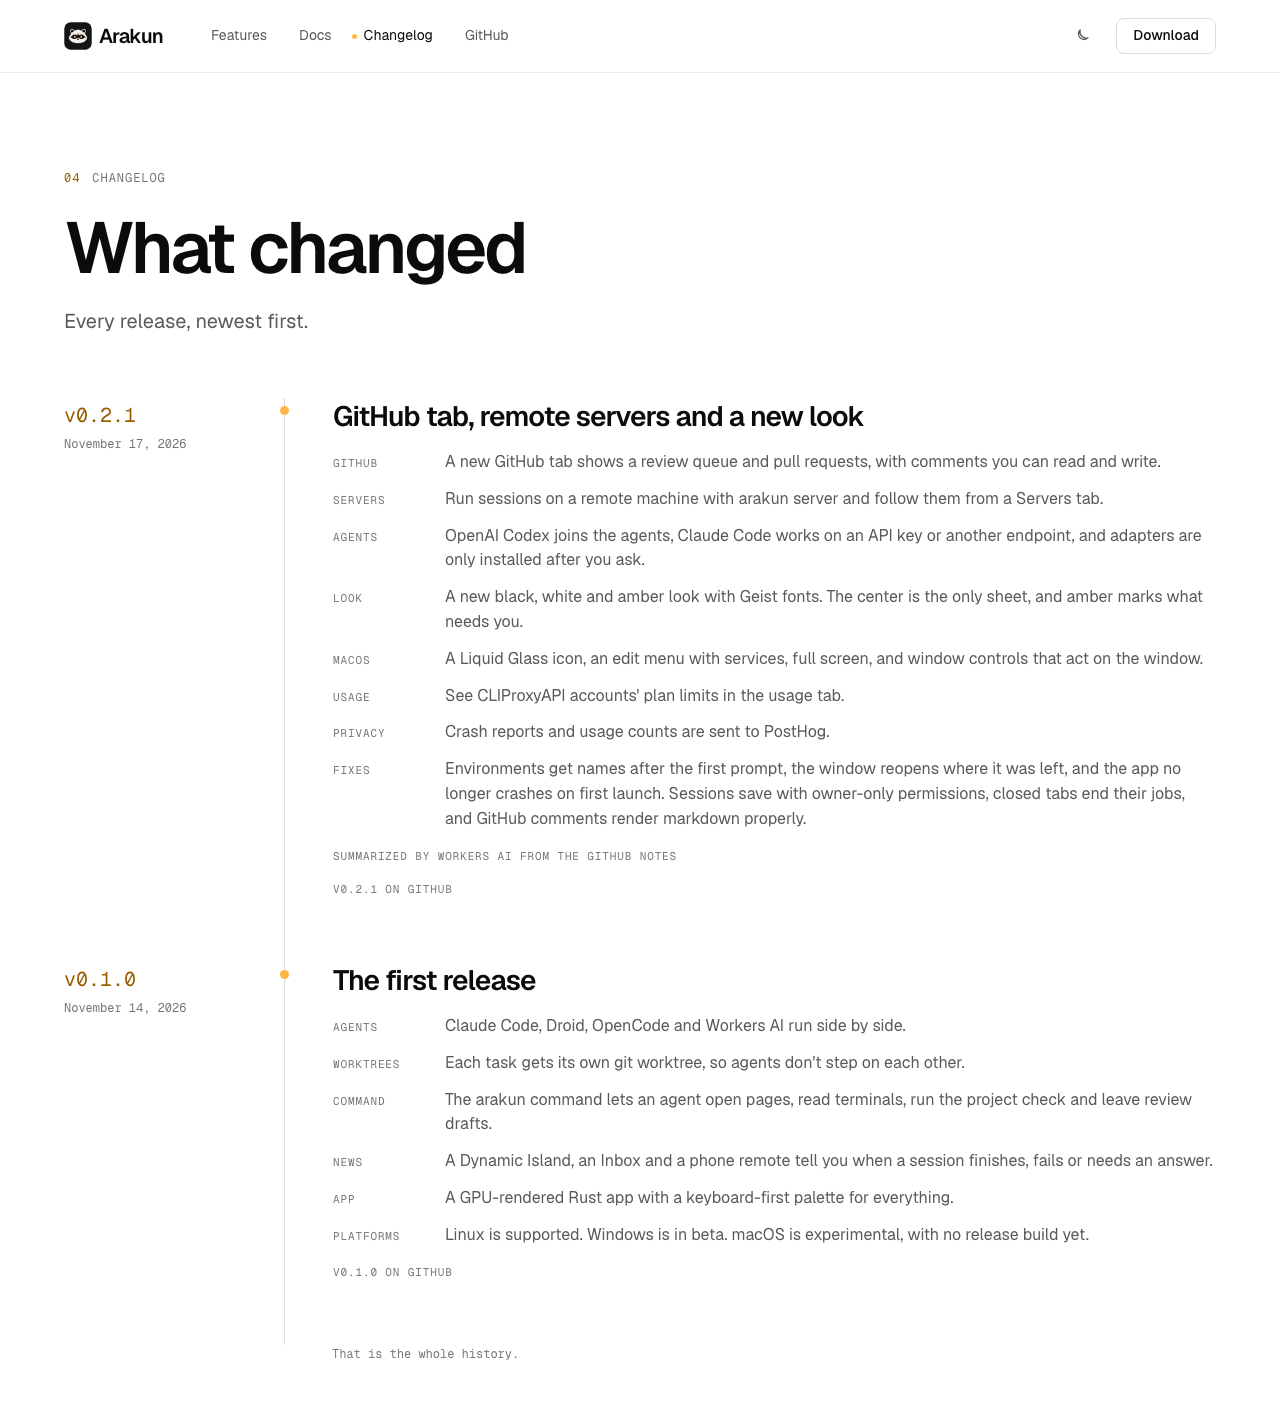 Arakun
Features
Docs
Changelog
GitHub
Download
04 CHANGELOG
What changed
Every release, newest first.
v0.2.1
November 17, 2026
GitHub tab, remote servers and a new look
GITHUB
A new GitHub tab shows a review queue and pull requests, with comments you can read and write.
SERVERS
Run sessions on a remote machine with arakun server and follow them from a Servers tab.
AGENTS
OpenAI Codex joins the agents, Claude Code works on an API key or another endpoint, and adapters are
only installed after you ask.
LOOK
A new black, white and amber look with Geist fonts. The center is the only sheet, and amber marks what
needs you.
MACOS
A Liquid Glass icon, an edit menu with services, full screen, and window controls that act on the window.
USAGE
See CLIProxyAPI accounts' plan limits in the usage tab.
PRIVACY
Crash reports and usage counts are sent to PostHog.
FIXES
Environments get names after the first prompt, the window reopens where it was left, and the app no
longer crashes on first launch. Sessions save with owner-only permissions, closed tabs end their jobs,
and GitHub comments render markdown properly.
SUMMARIZED BY WORKERS AI FROM THE GITHUB NOTES
V0.2.1 ON GITHUB
v0.1.0
November 14, 2026
The first release
AGENTS
Claude Code, Droid, OpenCode and Workers AI run side by side.
WORKTREES
Each task gets its own git worktree, so agents don't step on each other.
COMMAND
The arakun command lets an agent open pages, read terminals, run the project check and leave review
drafts.
NEWS
A Dynamic Island, an Inbox and a phone remote tell you when a session finishes, fails or needs an answer.
APP
A GPU-rendered Rust app with a keyboard-first palette for everything.
PLATFORMS
Linux is supported. Windows is in beta. macOS is experimental, with no release build yet.
V0.1.0 ON GITHUB
That is the whole history.